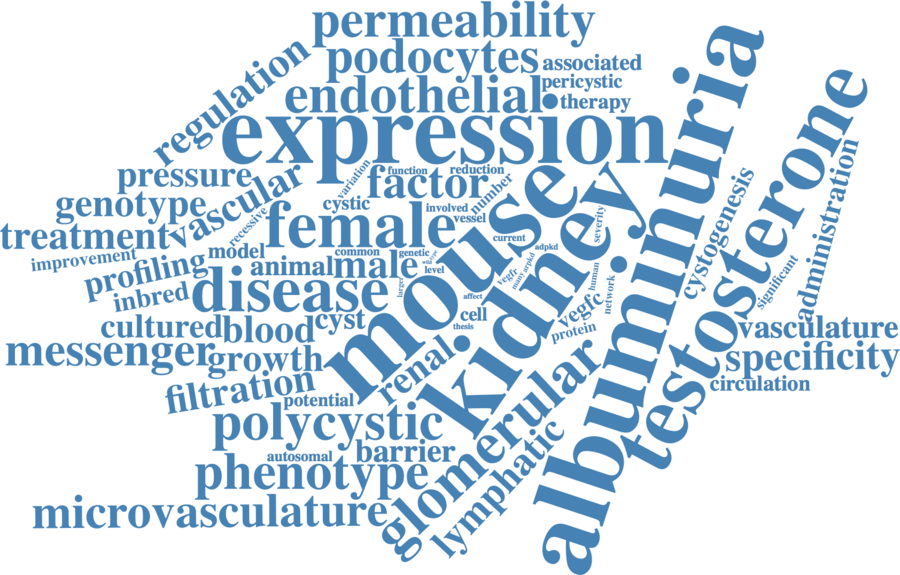 permeability
podocytes
associated
regulation
endothelial
pericystic
therapy
expression
albuminuria
testosterone
pressure
vascular
variation
function
reduction
factor
number
genotype
cystic
involved
vessel
mouse
kidney
severity
cystogenesis
administration
treatment
recessive
female
current
adpkd
improvement
model
common
genetic
profiling
animal
male
level
vegfr
arpkd
many
human
significant
inbred
disease
larger
affect
network
cultured
blood
cyst
cell
thesis
vegfc
protein
vasculature
messenger
growth
renal
specificity
filtration
potential
circulation
polycystic
glomerular
barrier
autosomal
phenotype
lymphatic
microvasculature